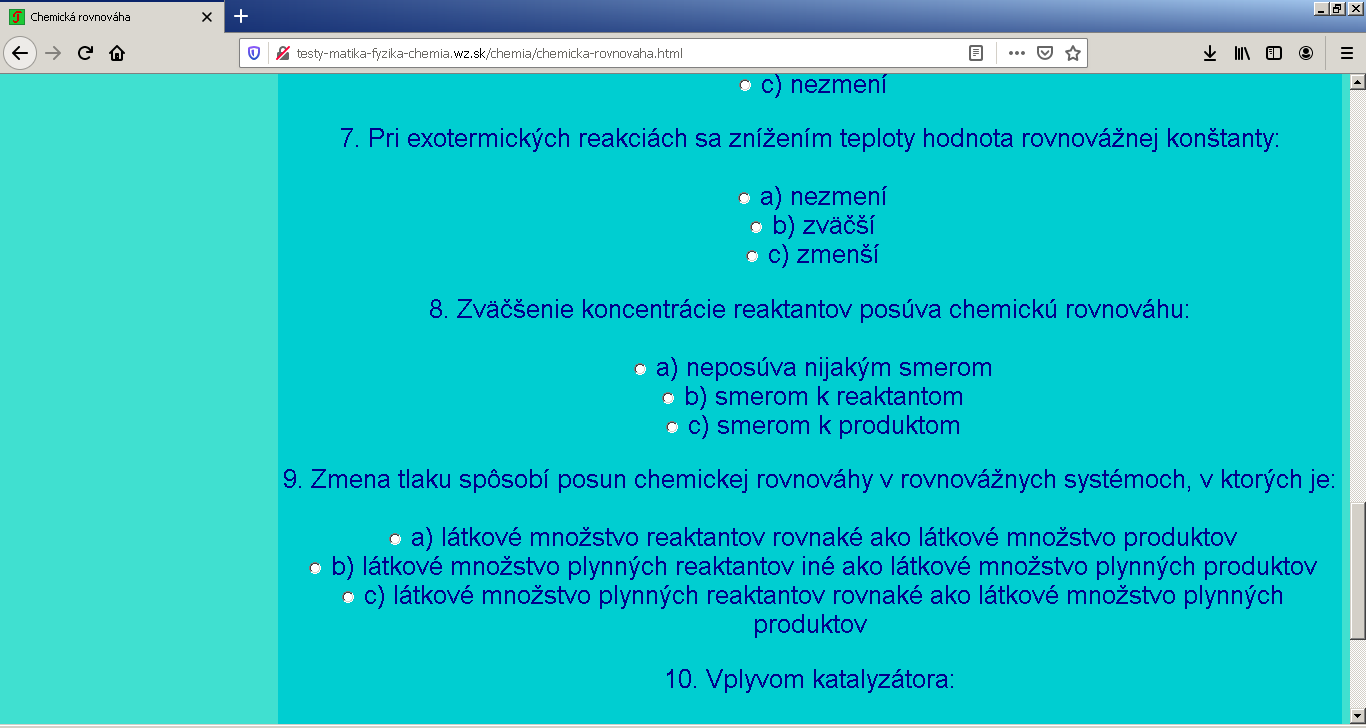 Chemická rovnováha
testy-matika-fyzika-chemia.wz.sk/chemia/chemicka-rovnovaha.html
c) nezmení
7. Pri exotermických reakciách sa znížením teploty hodnota rovnovážnej konštanty:
a) nezmení
b) zväčší
c) zmenší
8. Zväčšenie koncentrácie reaktantov posúva chemickú rovnováhu:
a) neposúva nijakým smerom
b) smerom k reaktantom
c) smerom k produktom
9. Zmena tlaku spôsobí posun chemickej rovnováhy v rovnovážnych systémoch, v ktorých je:
a) látkové množstvo reaktantov rovnaké ako látkové množstvo produktov
b) látkové množstvo plynných reaktantov iné ako látkové množstvo plynných produktov
c) látkové množstvo plynných reaktantov rovnaké ako látkové množstvo plynných
produktov
10. Vplyvom katalyzátora: